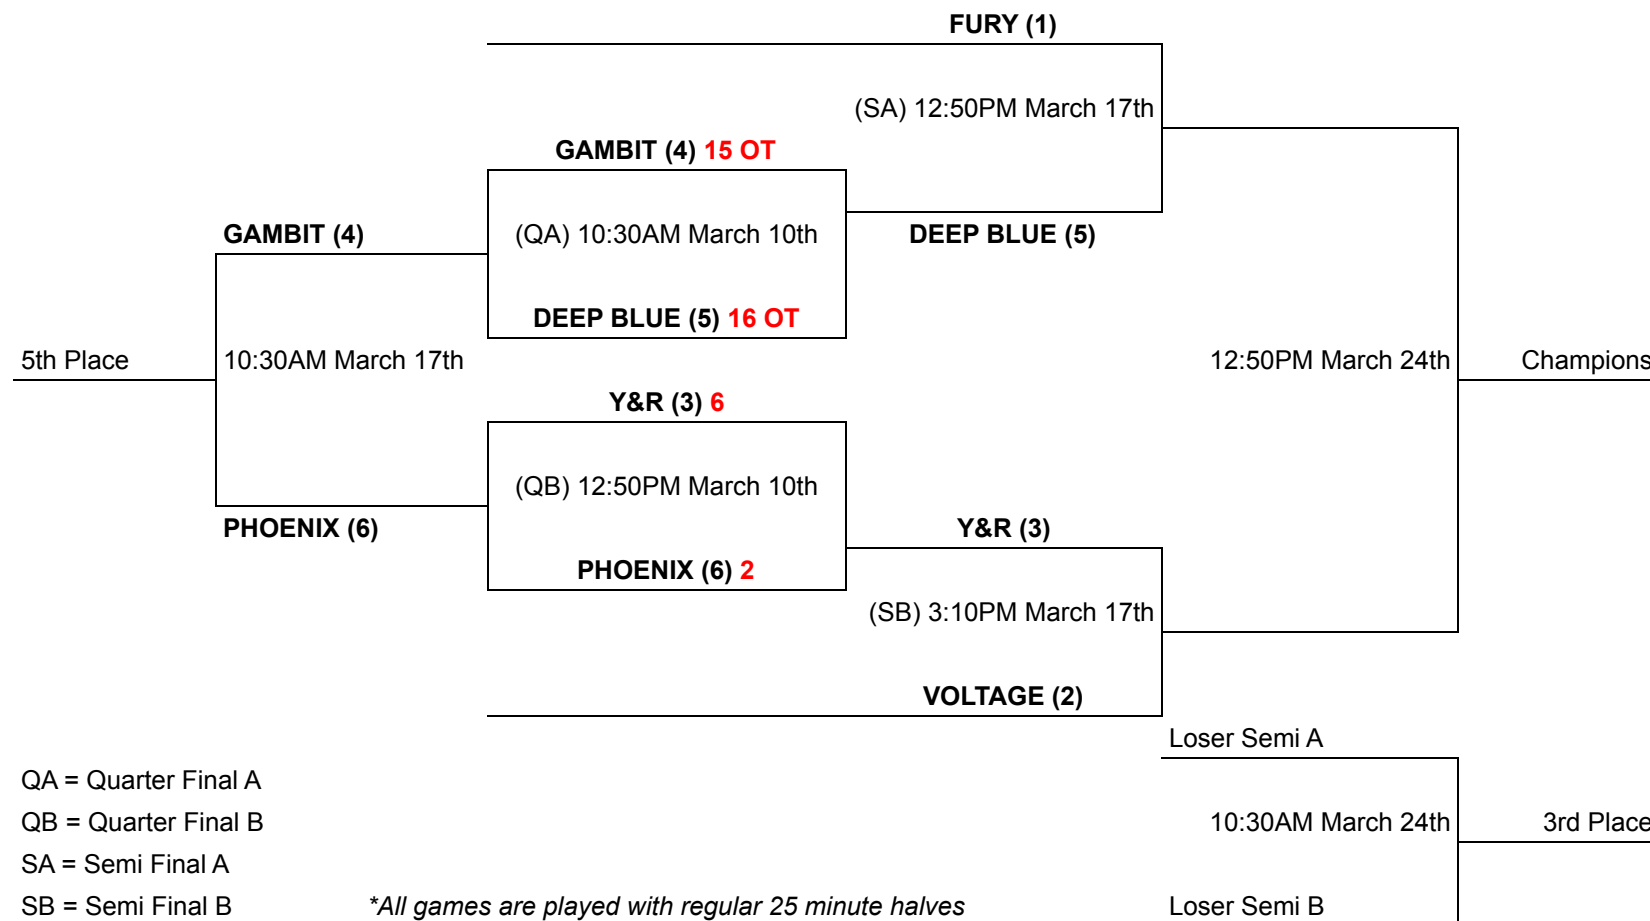 FURY (1)
(SA) 12:50PM March 17th
GAMBIT (4) 15 OT
GAMBIT (4)
(QA) 10:30AM March 10th
DEEP BLUE (5)
DEEP BLUE (5) 16 OT
5th Place
10:30AM March 17th
12:50PM March 24th
Champions
Y&R (3) 6
(QB) 12:50PM March 10th
PHOENIX (6)
Y&R (3)
PHOENIX (6) 2
(SB) 3:10PM March 17th
VOLTAGE (2)
Loser Semi A
QA = Quarter Final A
QB = Quarter Final B
10:30AM March 24th
3rd Place
SA = Semi Final A
SB = Semi Final B
*All games are played with regular 25 minute halves
Loser Semi B